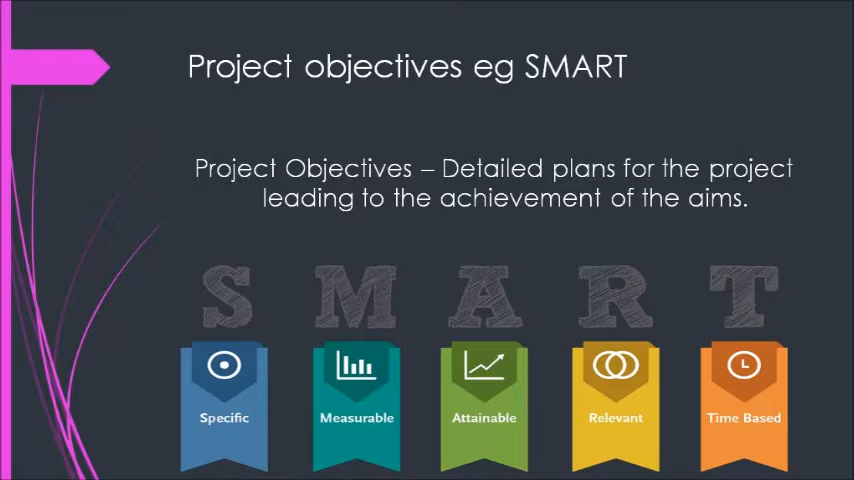 Project objectives eg SMART
Project Objectives – Detailed plans for the project
leading to the achievement of the aims.
S M A R T
Specific Measurable Attainable Relevant Time Based